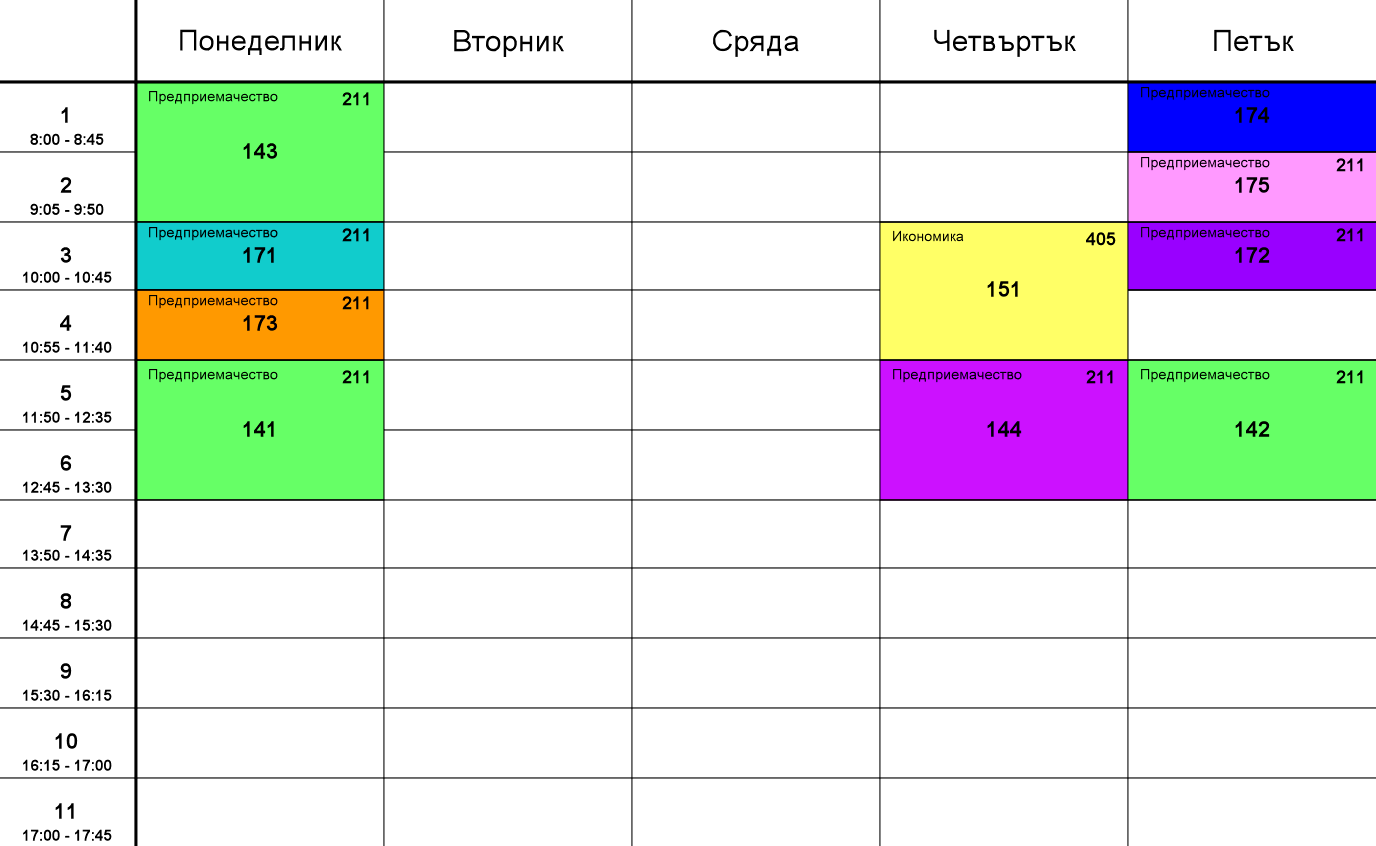 Понеделник Вторник Сряда Четвъртък Петък
1
8:00 - 8:45
Предприемачество 211
143
Предприемачество
174
2
9:05 - 9:50
Предприемачество 211
175
3
10:00 - 10:45
Предприемачество 211
171
Икономика 405
151
Предприемачество 211
172
4
10:55 - 11:40
Предприемачество 211
173
5
11:50 - 12:35
Предприемачество 211
141
Предприемачество 211
144
Предприемачество 211
142
6
12:45 - 13:30
7
13:50 - 14:35
8
14:45 - 15:30
9
15:30 - 16:15
10
16:15 - 17:00
11
17:00 - 17:45